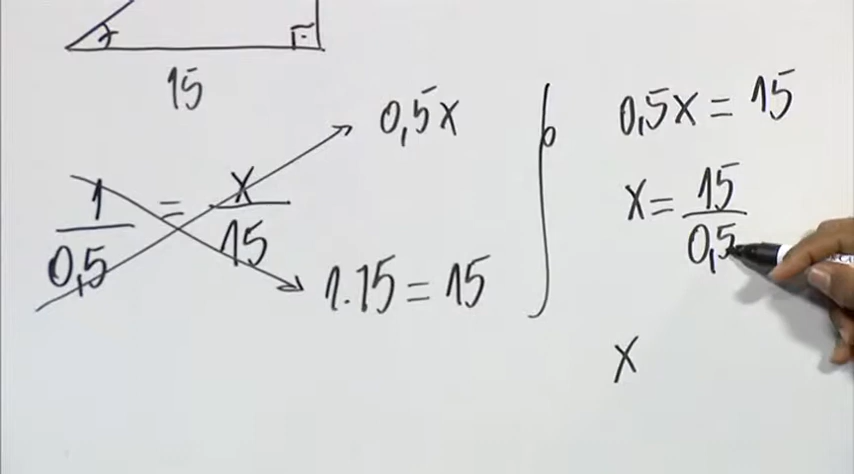 15
1/0,5 = x/15
0,5x
1.15 = 15
0,5x = 15
x = 15/0,5
x